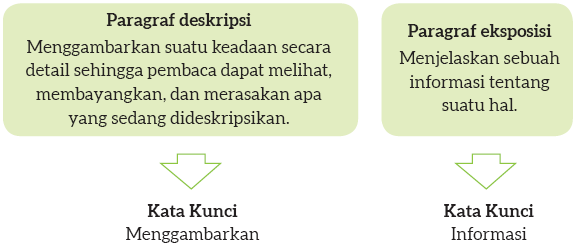 Paragraf deskripsi
Menggambarkan suatu keadaan secara
detail sehingga pembaca dapat melihat,
membayangkan, dan merasakan apa
yang sedang dideskripsikan.
Paragraf eksposisi
Menjelaskan sebuah
informasi tentang
suatu hal.
Kata Kunci
Menggambarkan
Kata Kunci
Informasi